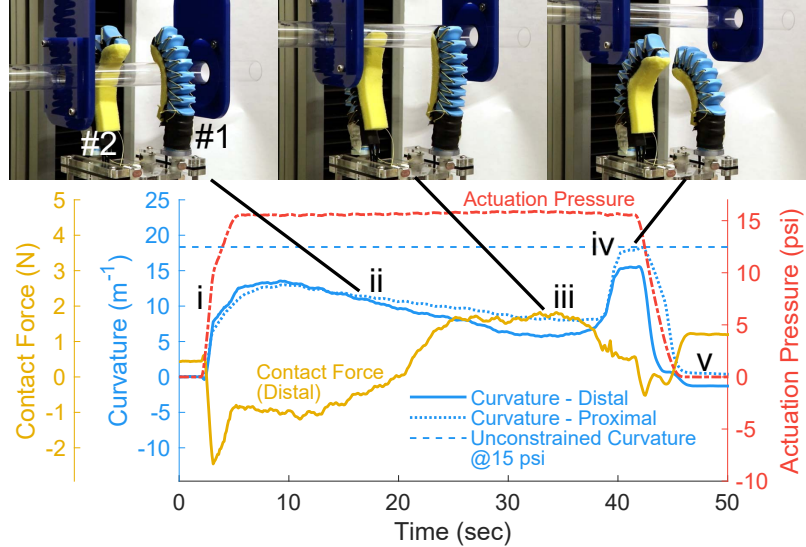 #2
#1
Actuation Pressure
i
ii
iii
iv
v
Contact Force
(Distal)
Curvature - Distal
Curvature - Proximal
Unconstrained Curvature
@15 psi
Contact Force (N)
5
4
3
2
1
0
-1
-2
Curvature (m⁻¹)
25
20
15
10
5
0
-5
-10
Actuation Pressure (psi)
15
10
5
0
-5
-10
0
10
20
30
40
50
Time (sec)